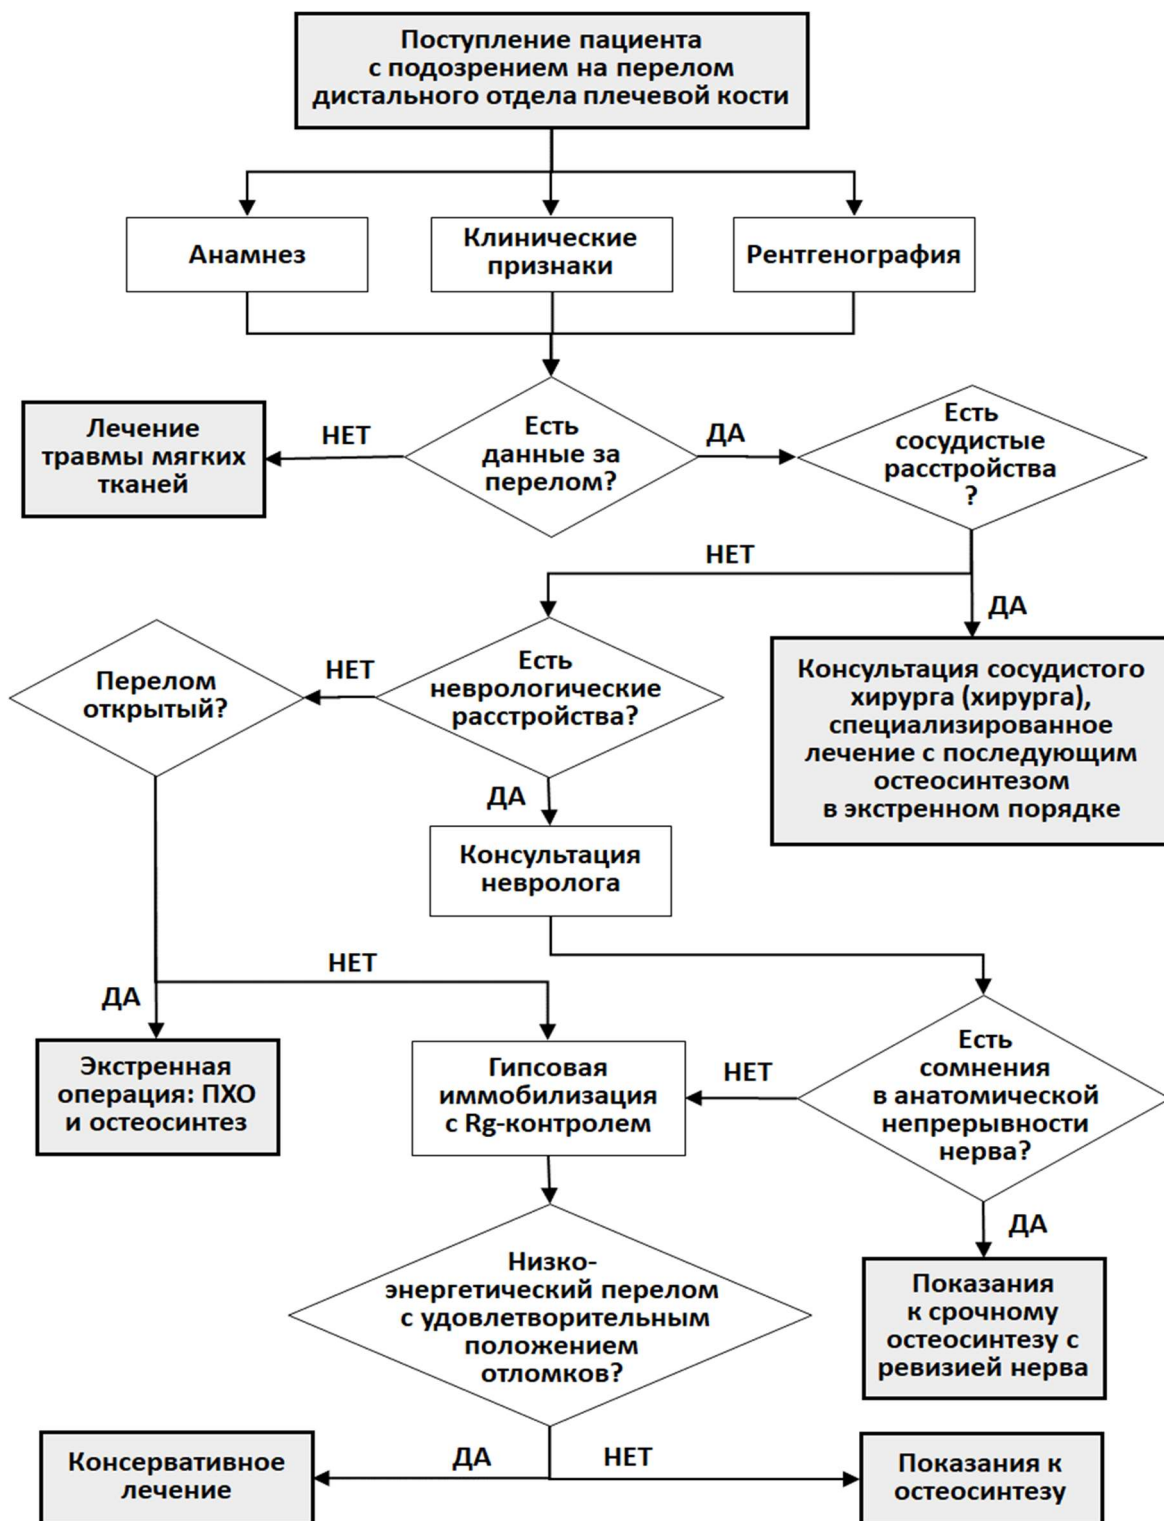 Поступление пациента
с подозрением на перелом
дистального отдела плечевой кости
Анамнез
Клинические
признаки
Рентгенография
Есть
данные за
перелом?
НЕТ
ДА
Лечение
травмы мягких
тканей
Есть
сосудистые
расстройства
?
НЕТ
ДА
Консультация сосудистого
хирурга (хирурга),
специализированное
лечение с последующим
остеосинтезом
в экстренном порядке
Есть
неврологические
расстройства?
НЕТ
ДА
Перелом
открытый?
Консультация
невролога
НЕТ
ДА
Экстренная
операция: ПХО
и остеосинтез
Гипсовая
иммобилизация
с Rg-контролем
НЕТ
Есть
сомнения
в анатомической
непрерывности
нерва?
ДА
Показания
к срочному
остеосинтезу с
ревизией нерва
Низко-
энергетический перелом
с удовлетворительным
положением
отломков?
ДА
НЕТ
Консервативное
лечение
Показания к
остеосинтезу